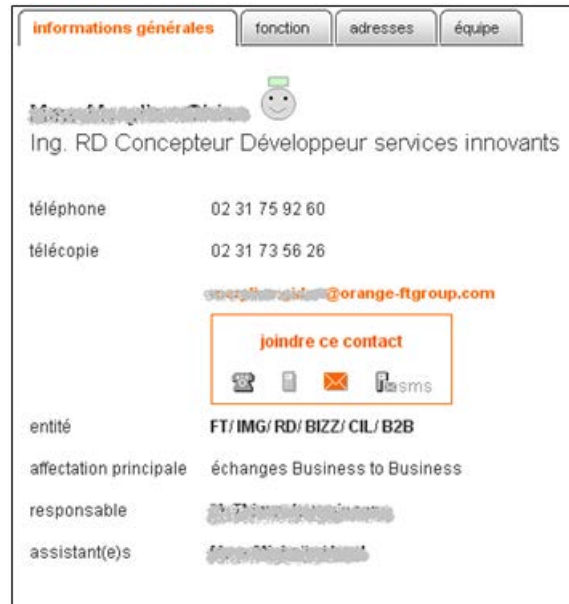 informations générales fonction adresses équipe
Ing. RD Concepteur Développeur services innovants
téléphone 02 31 75 92 60
télécopie 02 31 73 56 26
@orange-ftgroup.com
joindre ce contact
sms
entité FT/ IMG/ RD/ BIZZ/ CIL/ B2B
affectation principale échanges Business to Business
responsable
assistant(e)s